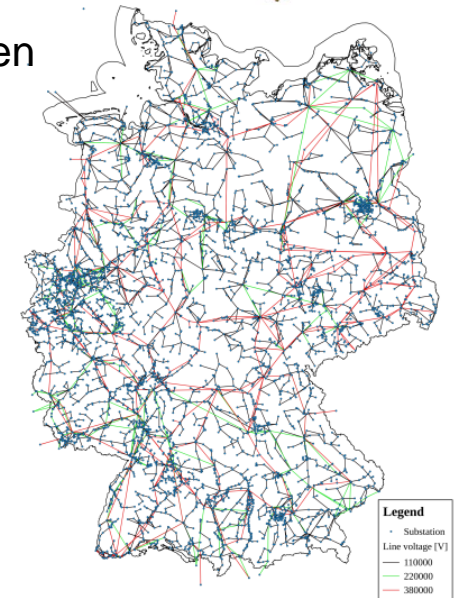 en
Legend
Substation
Line voltage [V]
110000
220000
380000